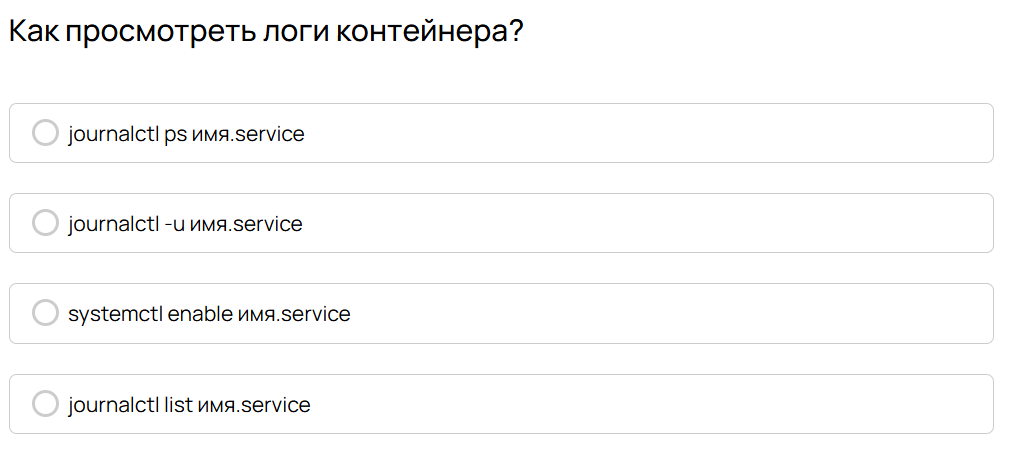 Как просмотреть логи контейнера?
journalctl ps имя.service
journalctl -u имя.service
systemctl enable имя.service
journalctl list имя.service